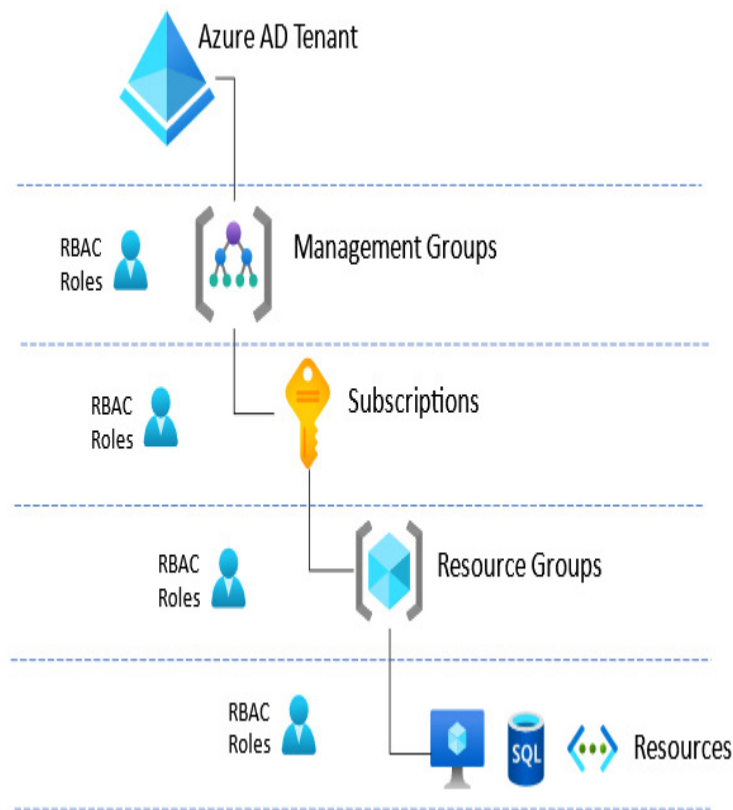 Azure AD Tenant
RBAC
Roles
Management Groups
RBAC
Roles
Subscriptions
RBAC
Roles
Resource Groups
RBAC
Roles
SQL
Resources